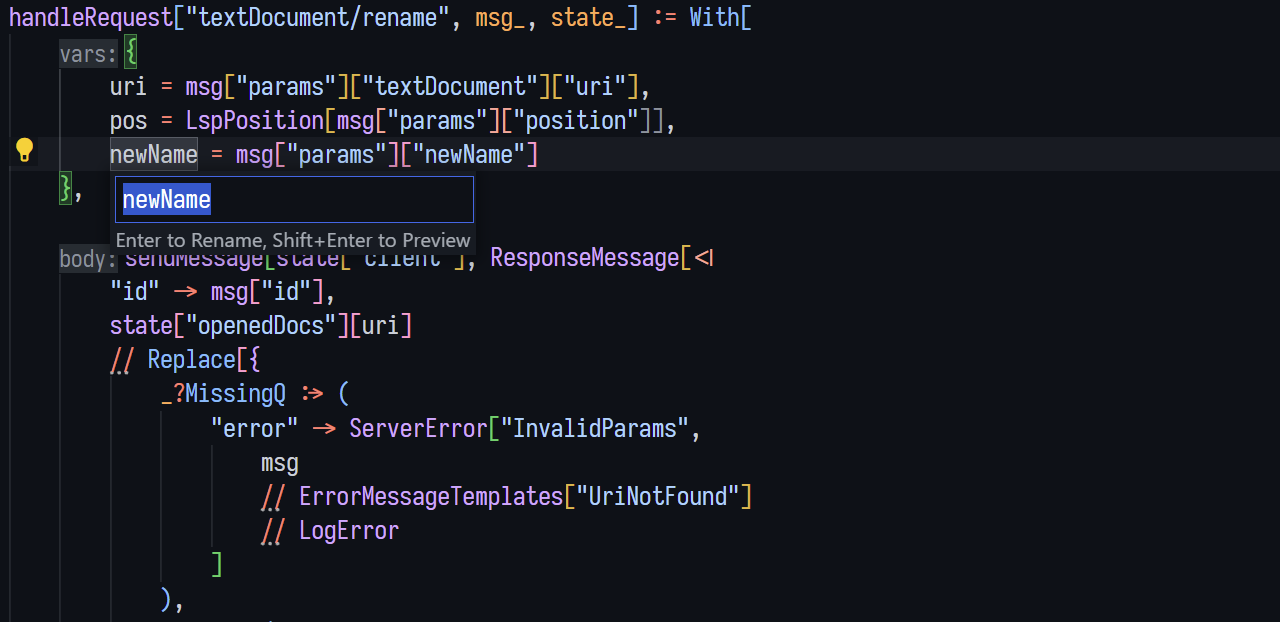 handleRequest["textDocument/rename", msg_, state_] := With[
vars: {
uri = msg["params"]["textDocument"]["uri"],
pos = LspPosition[msg["params"]["position"]],
newName = msg["params"]["newName"]
},
newName
Enter to Rename, Shift+Enter to Preview
body: sendMessage[state["client"], ResponseMessage[<|
"id" -> msg["id"],
state["openedDocs"][uri]
// Replace[{
_?MissingQ :> (
"error" -> ServerError["InvalidParams",
msg
// ErrorMessageTemplates["UriNotFound"]
// LogError
]
),